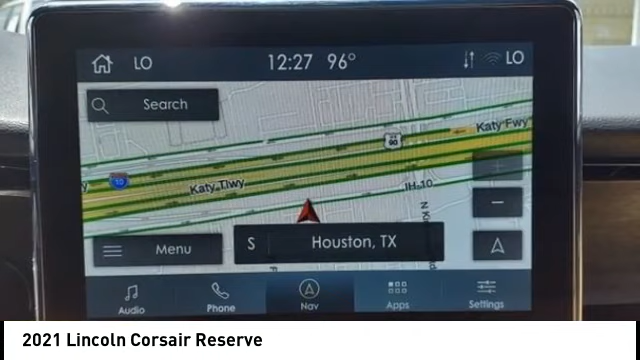 LO 12:27 96° LO
Search
90
Katy Fwy
10
Katy Tlwy
IH-10
Menu
S Houston, TX
Audio Phone Nav Apps Settings
2021 Lincoln Corsair Reserve